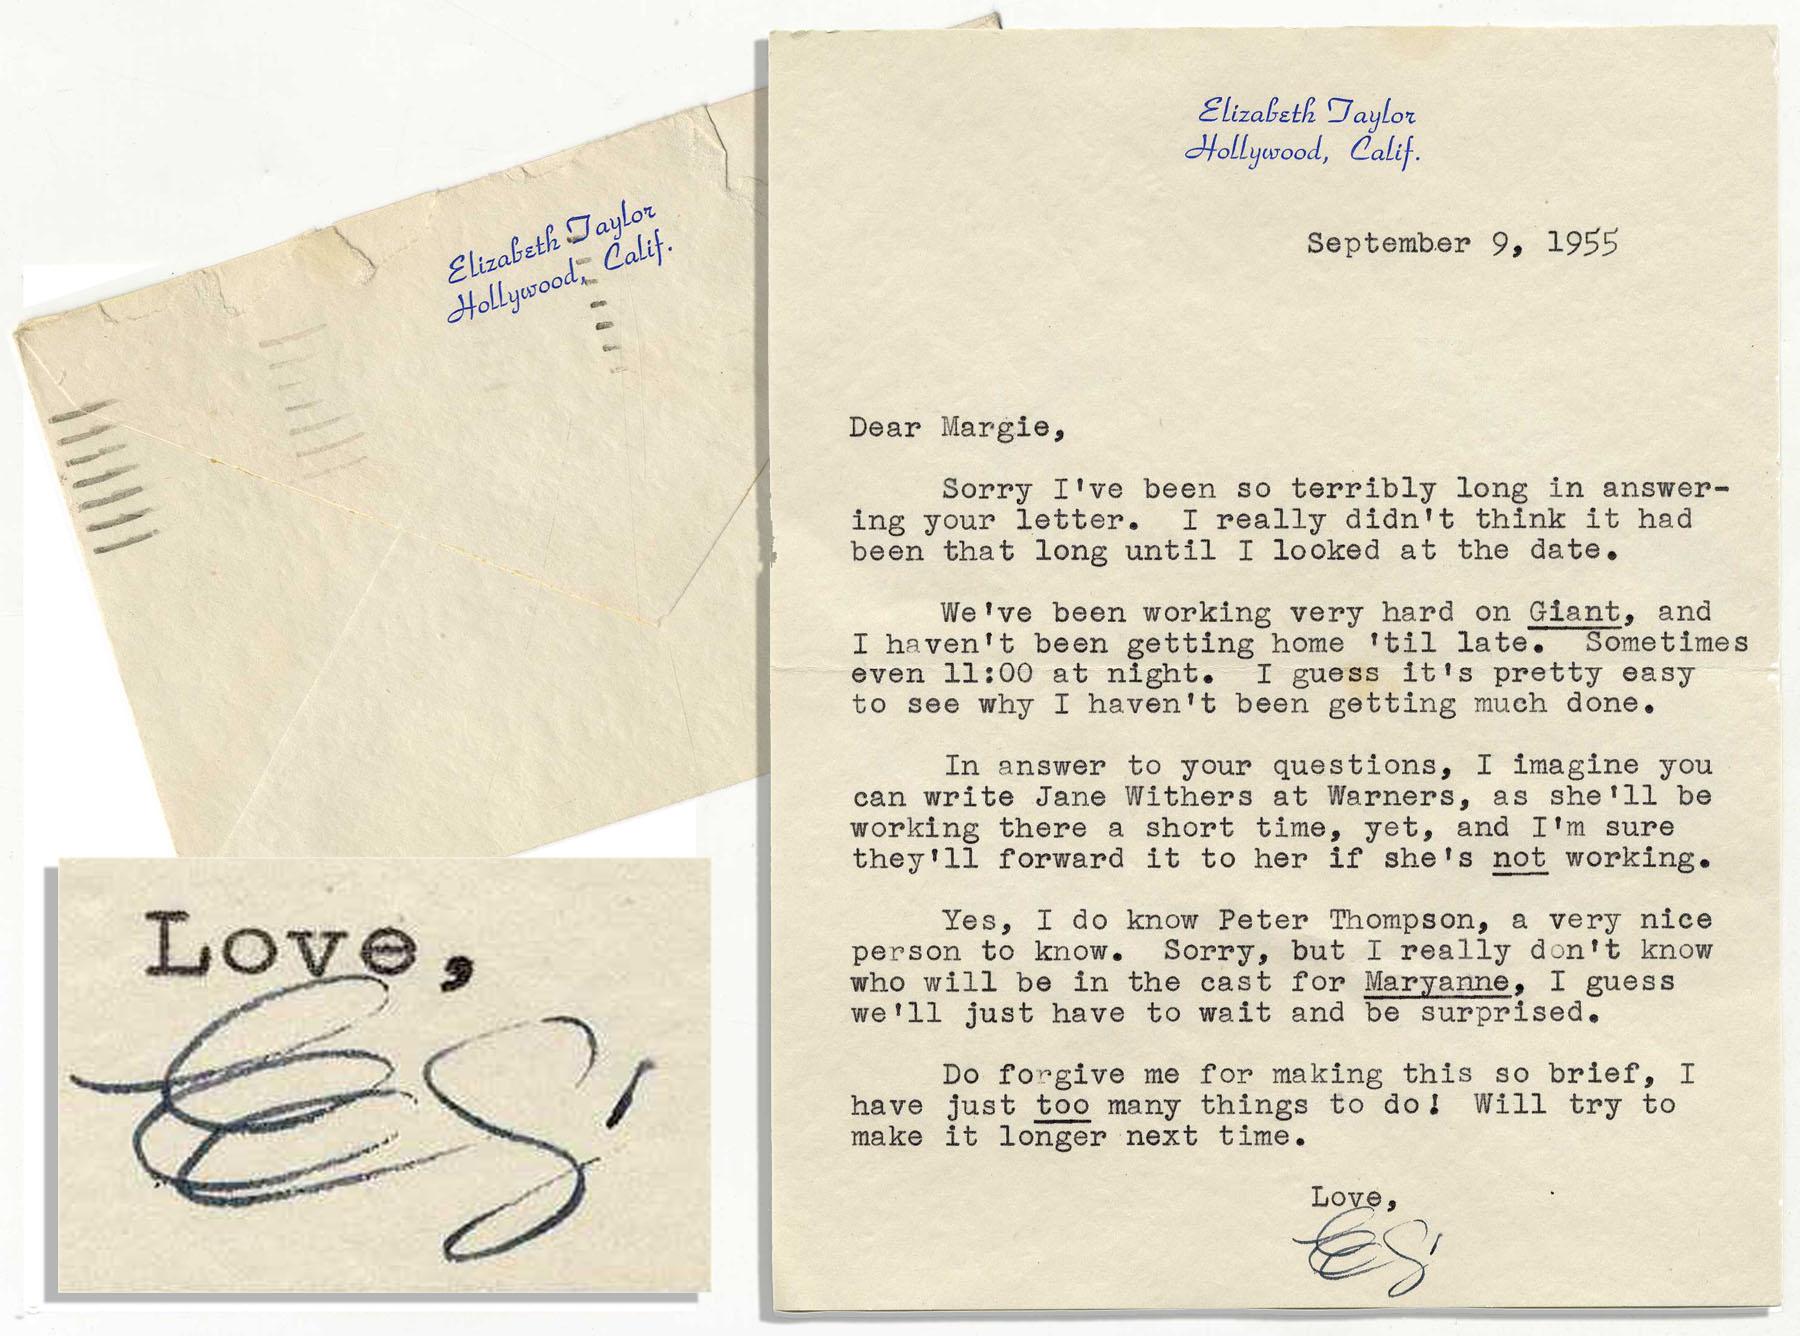 Elizabeth Taylor
Hollywood, Calif.
Elizabeth Taylor
Hollywood, Calif.
September 9, 1955
Dear Margie,
Sorry I've been so terribly long in answer-
ing your letter. I really didn't think it had
been that long until I looked at the date.
We've been working very hard on Giant, and
I haven't been getting home 'til late. Sometimes
even 11:00 at night. I guess it's pretty easy
to see why I haven't been getting much done.
In answer to your questions, I imagine you
can write Jane Withers at Warners, as she'll be
working there a short time, yet, and I'm sure
they'll forward it to her if she's not working.
Yes, I do know Peter Thompson, a very nice
person to know. Sorry, but I really don't know
who will be in the cast for Maryanne, I guess
we'll just have to wait and be surprised.
Do forgive me for making this so brief, I
have just too many things to do! Will try to
make it longer next time.
Love,
Love,